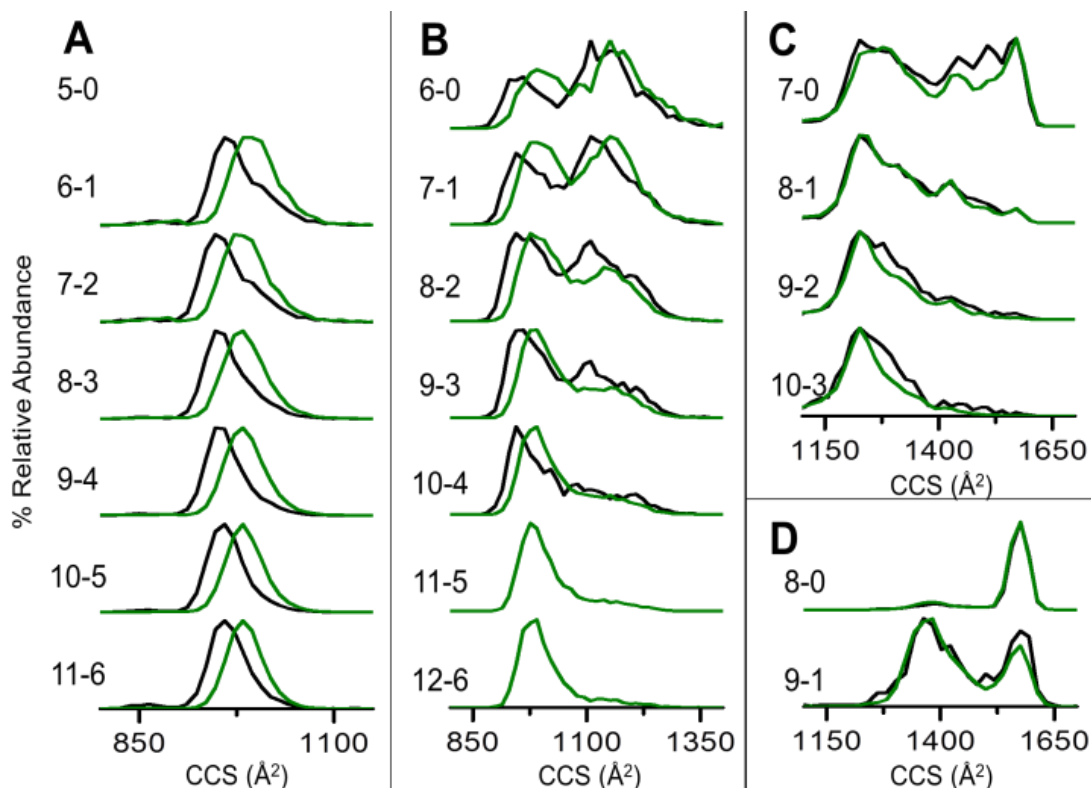 A
5-0
6-1
7-2
8-3
9-4
10-5
11-6
850 1100
CCS (Å²)
% Relative Abundance
B
6-0
7-1
8-2
9-3
10-4
11-5
12-6
850 1100 1350
CCS (Å²)
C
7-0
8-1
9-2
10-3
1150 1400 1650
CCS (Å²)
D
8-0
9-1
1150 1400 1650
CCS (Å²)